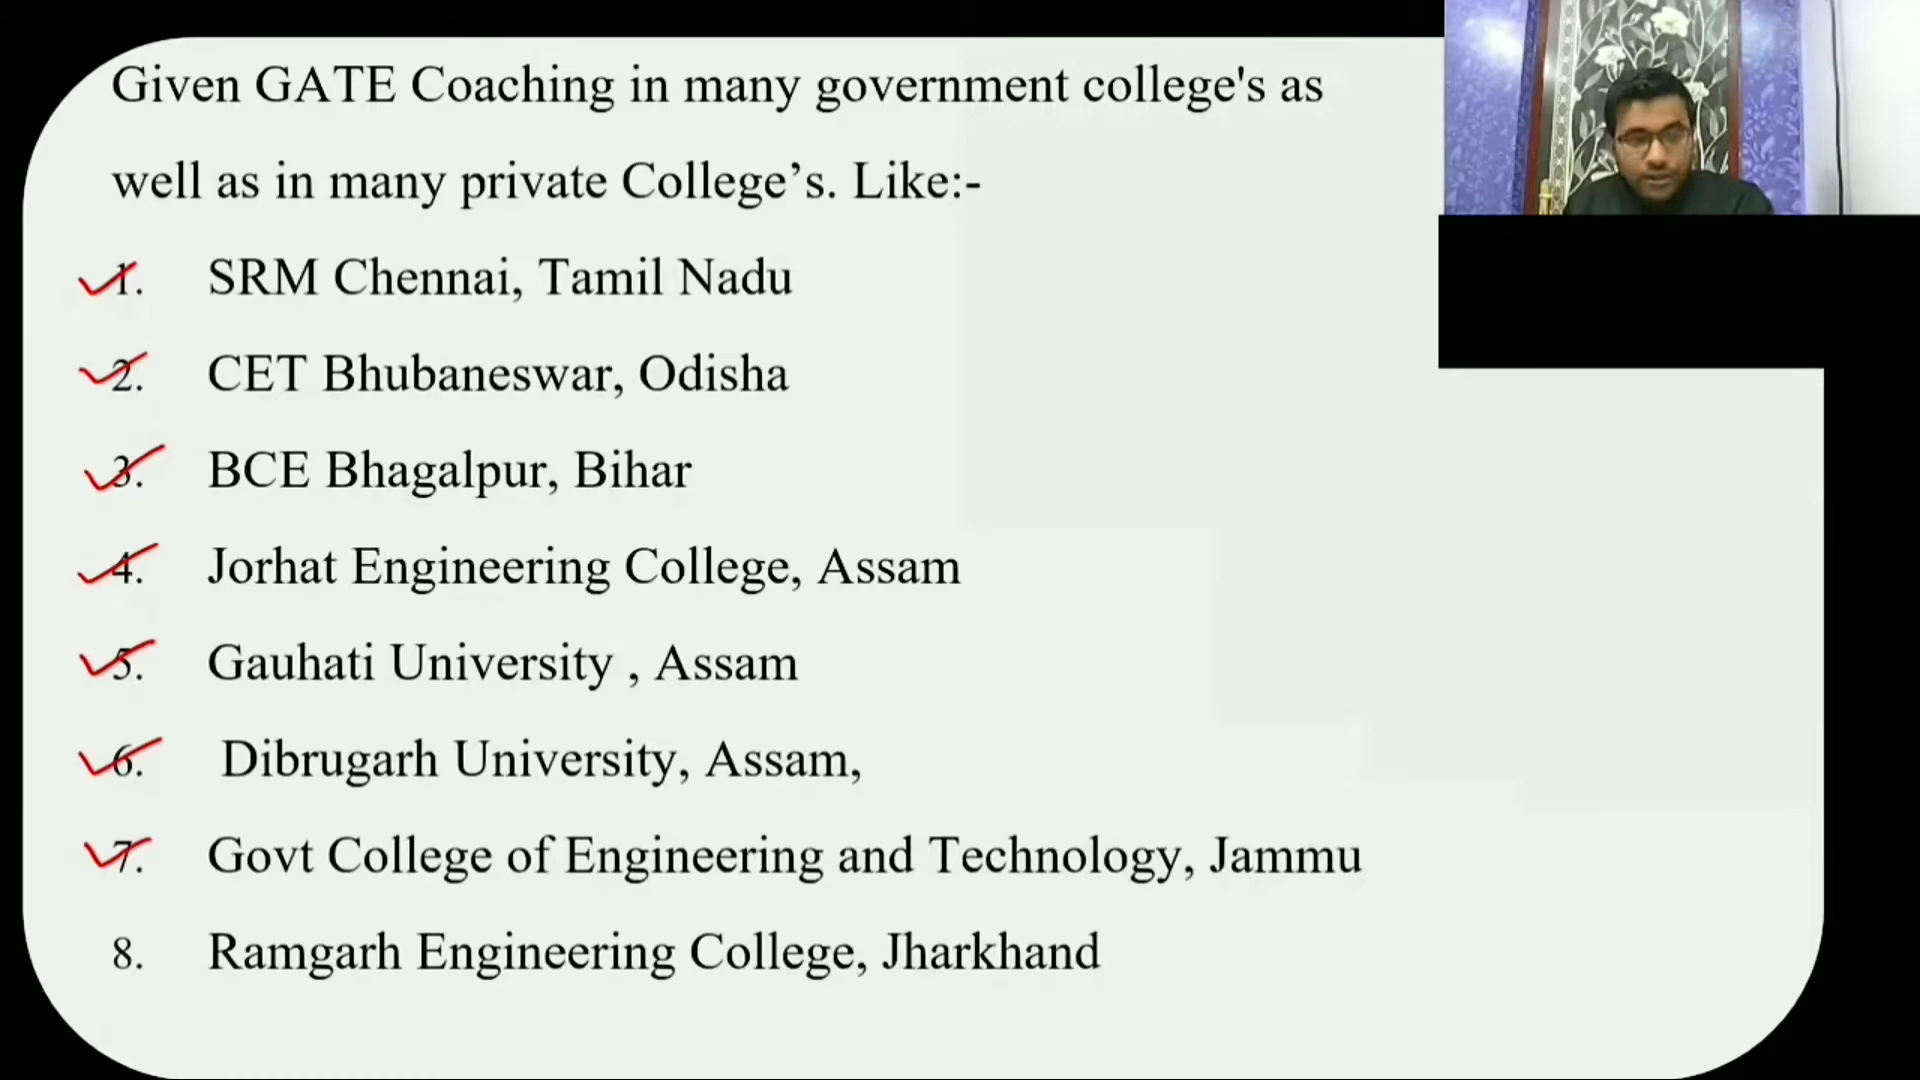 Given GATE Coaching in many government college's as
well as in many private College’s. Like:-
1. SRM Chennai, Tamil Nadu
2. CET Bhubaneswar, Odisha
3. BCE Bhagalpur, Bihar
4. Jorhat Engineering College, Assam
5. Gauhati University , Assam
6. Dibrugarh University, Assam,
7. Govt College of Engineering and Technology, Jammu
8. Ramgarh Engineering College, Jharkhand